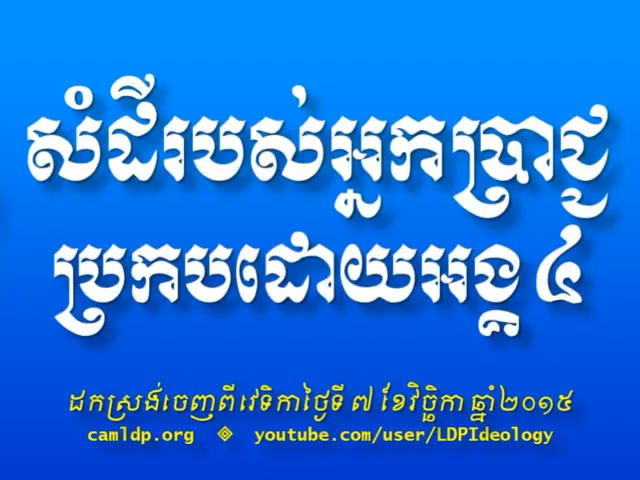 សំដីរបស់អ្នកប្រាជ្ញ
ប្រកបដោយអង្គ ៤
ដកស្រង់ចេញពីវេទិកាថ្ងៃទី ៧ ខែវិច្ឆិកា ឆ្នាំ២០១៥
camldp.org ◈ youtube.com/user/LDPIdeology